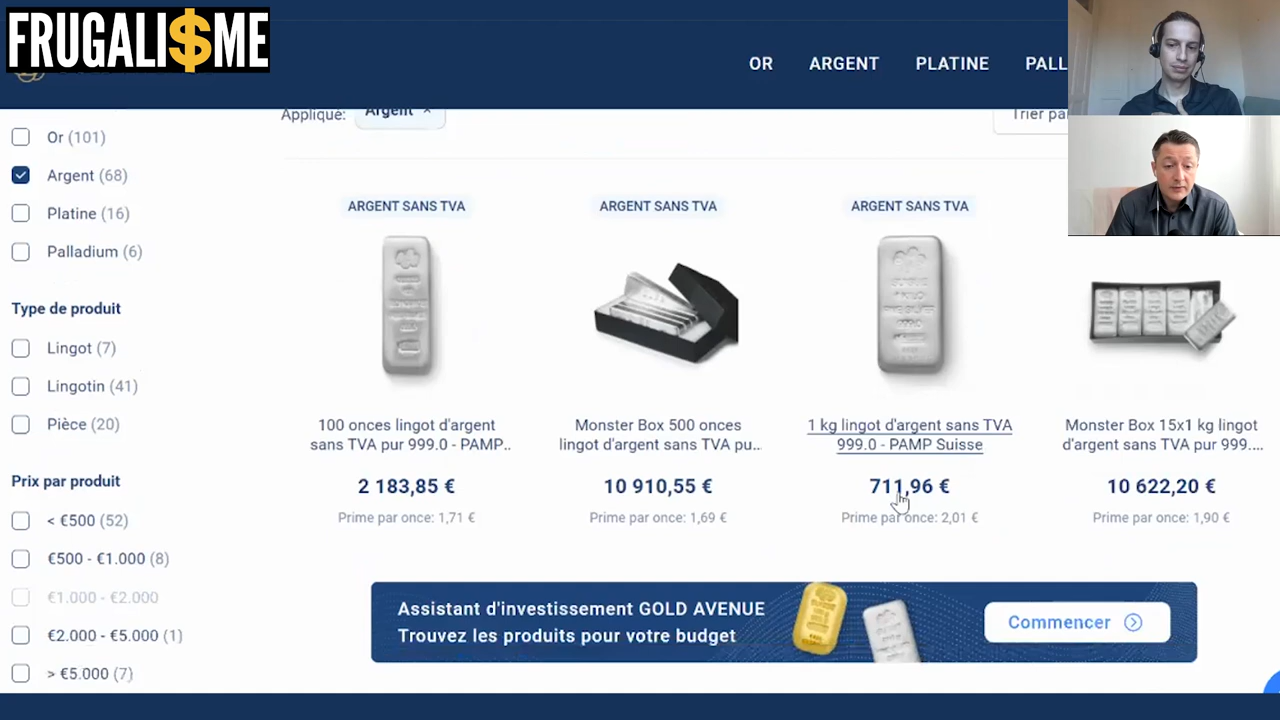 FRUGALI$ME
OR
ARGENT
PLATINE
PALL
Appliqué:
Argent ×
Trier par
Or (101)
Argent (68)
Platine (16)
Palladium (6)
Type de produit
Lingot (7)
Lingotin (41)
Pièce (20)
Prix par produit
< €500 (52)
€500 - €1.000 (8)
€1.000 - €2.000
€2.000 - €5.000 (1)
> €5.000 (7)
ARGENT SANS TVA
100 onces lingot d'argent
sans TVA pur 999.0 - PAMP...
2 183,85 €
Prime par once: 1,71 €
ARGENT SANS TVA
Monster Box 500 onces
lingot d'argent sans TVA pu...
10 910,55 €
Prime par once: 1,69 €
ARGENT SANS TVA
1 kg lingot d'argent sans TVA
999.0 - PAMP Suisse
711,96 €
Prime par once: 2,01 €
Monster Box 15x1 kg lingot
d'argent sans TVA pur 999....
10 622,20 €
Prime par once: 1,90 €
Assistant d'investissement GOLD AVENUE
Trouvez les produits pour votre budget
Commencer